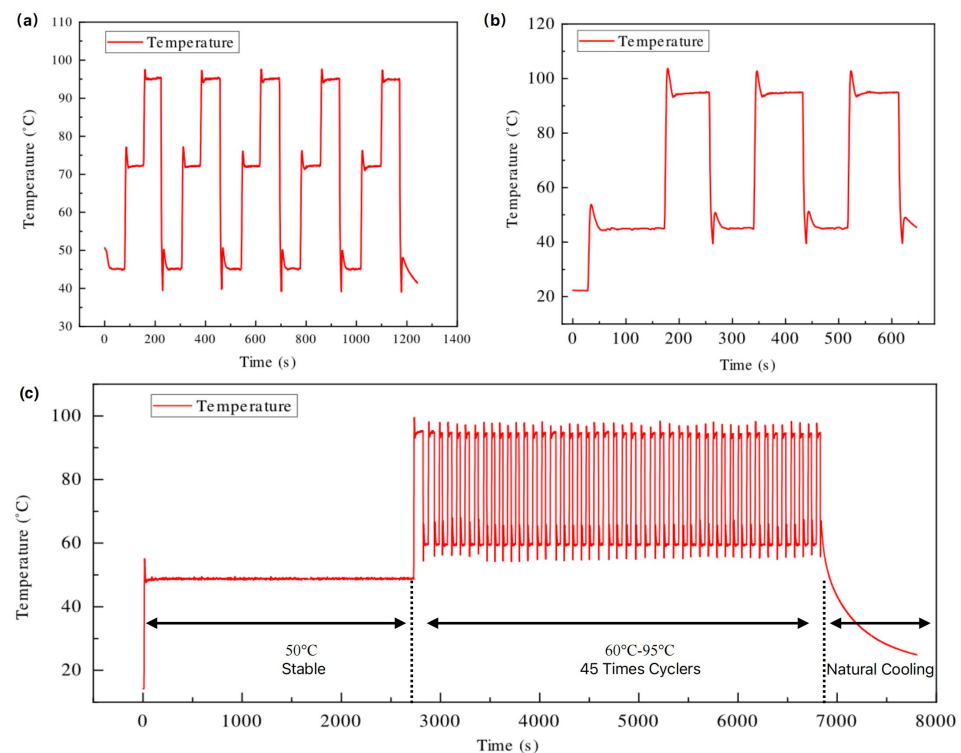 (a)
110
100
90
80
70
60
50
40
30
Temperature (°C)
Temperature
0 200 400 600 800 1000 1200 1400
Time (s)
(b)
120
100
80
60
40
20
Temperature (°C)
Temperature
0 100 200 300 400 500 600
Time (s)
(c)
100
80
60
40
20
Temperature (°C)
Temperature
50°C
Stable
60°C-95°C
45 Times Cyclers
Natural Cooling
0 1000 2000 3000 4000 5000 6000 7000 8000
Time (s)